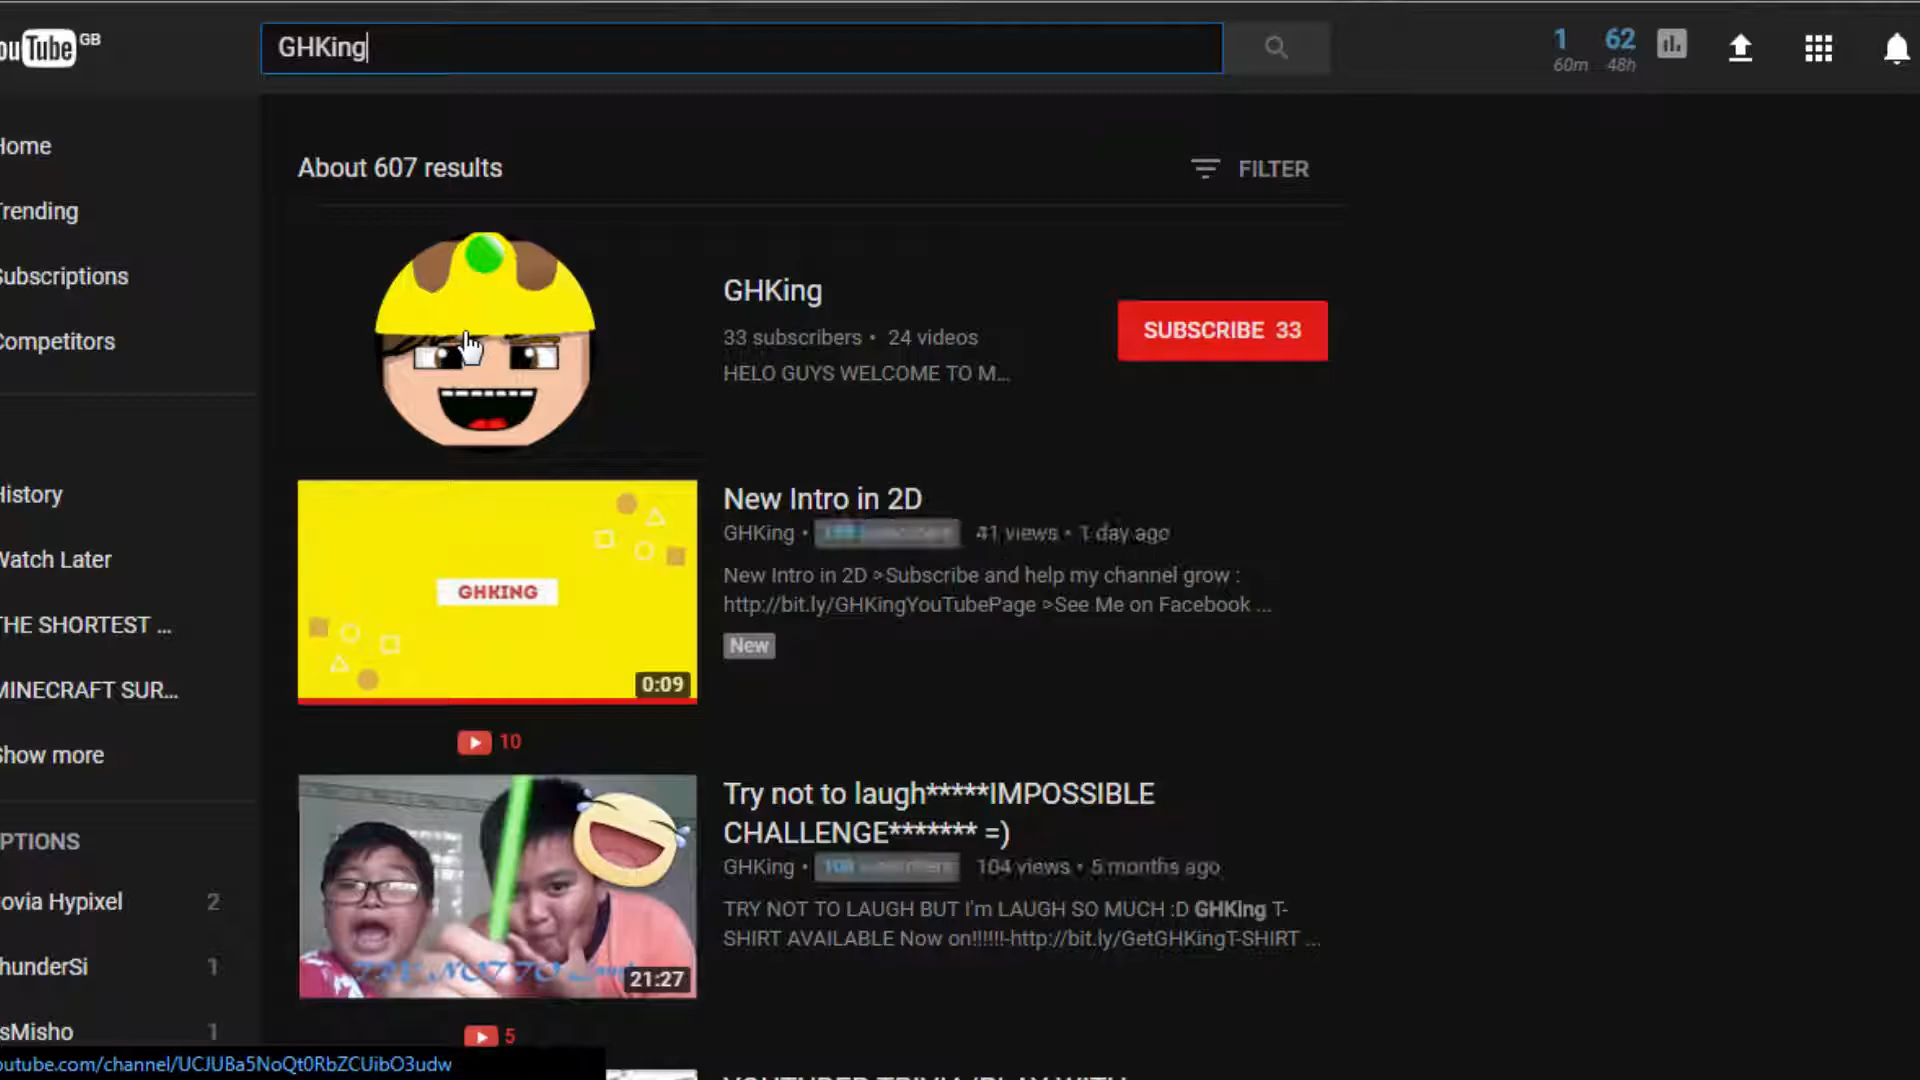 ouTube GB
GHKing
1 62
60m 48h
Home
Trending
Subscriptions
Competitors
History
Watch Later
THE SHORTEST ...
MINECRAFT SUR...
Show more
PTIONS
ovia Hypixel 2
hunderSi 1
sMisho 1
About 607 results
FILTER
GHKing
33 subscribers • 24 videos
HELO GUYS WELCOME TO M...
SUBSCRIBE 33
GHKING
0:09
10
New Intro in 2D
GHKing • 41 views • 1 day ago
New Intro in 2D >Subscribe and help my channel grow :
http://bit.ly/GHKingYouTubePage >See Me on Facebook ...
New
TRY NOT TO
21:27
5
Try not to laugh*****IMPOSSIBLE
CHALLENGE******* =)
GHKing • 104 views • 5 months ago
TRY NOT TO LAUGH BUT I'm LAUGH SO MUCH :D GHKing T-
SHIRT AVAILABLE Now on!!!!!!-http://bit.ly/GetGHKingT-SHIRT ...
outube.com/channel/UCJUBa5NoQt0RbZCUibO3udw